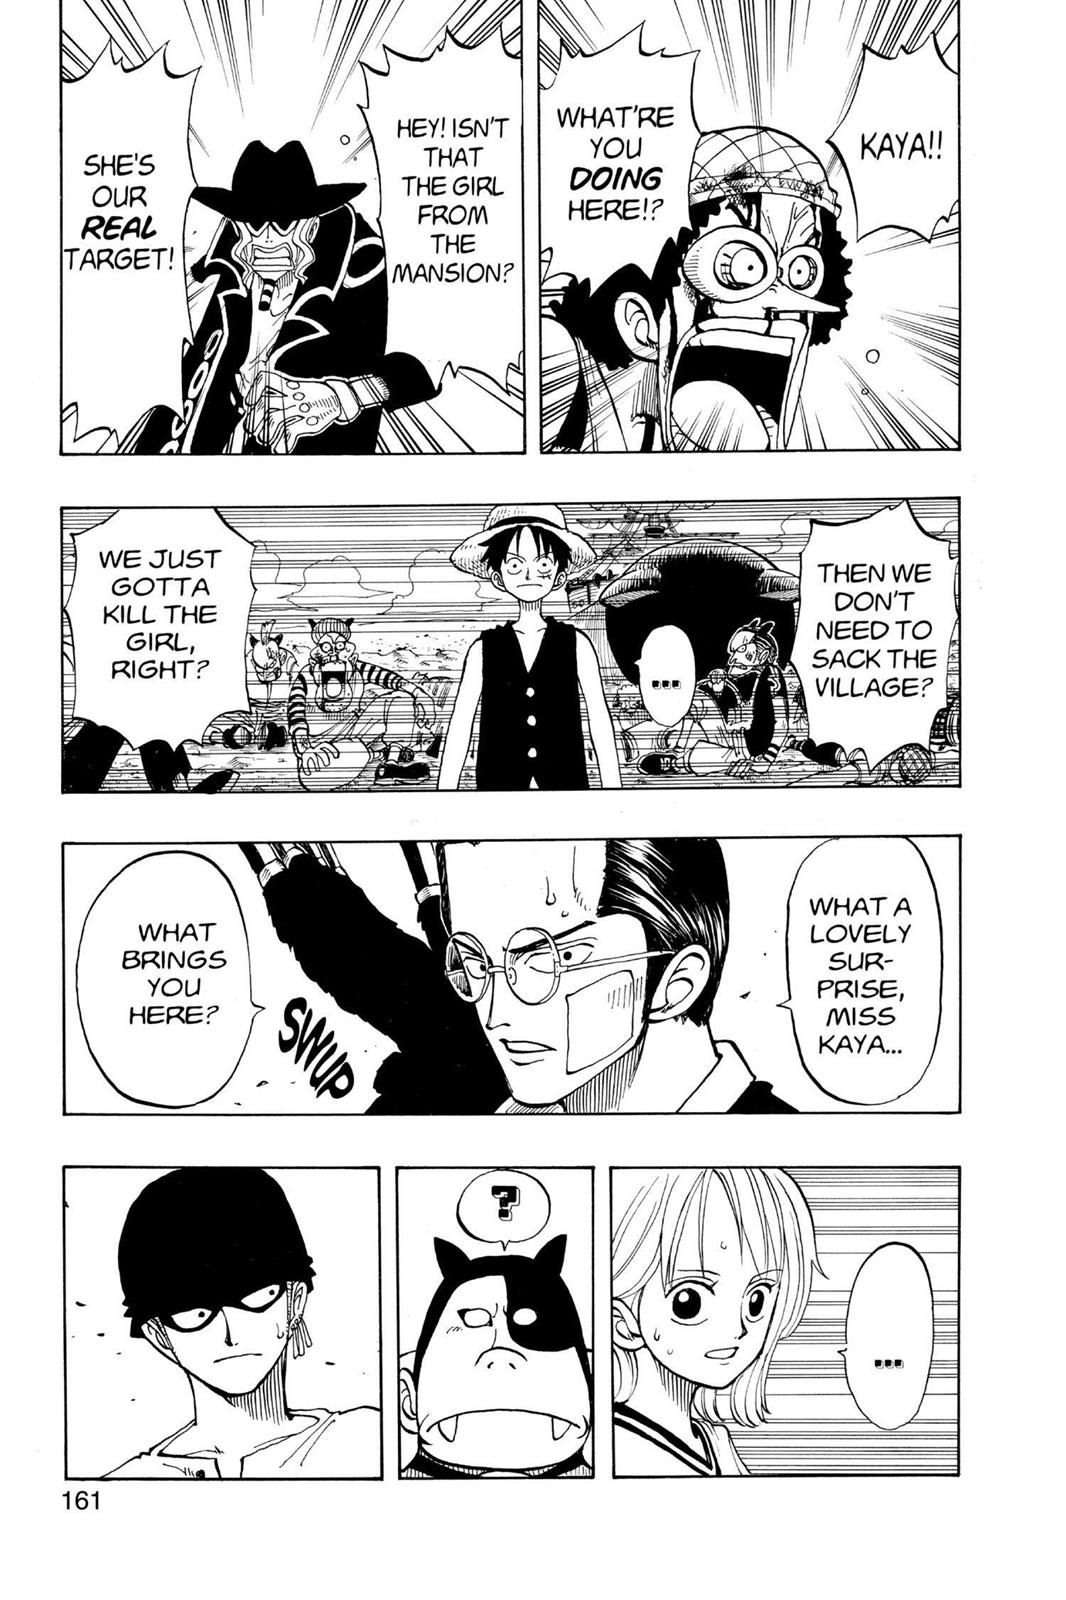 KAYA!!
WHAT'RE
YOU
DOING
HERE!?
HEY! ISN'T
THAT
THE GIRL
FROM
THE
MANSION?
SHE'S
OUR
REAL
TARGET!
THEN WE
DON'T
NEED TO
SACK THE
VILLAGE?
...
WE JUST
GOTTA
KILL THE
GIRL,
RIGHT?
WHAT A
LOVELY
SUR-
PRISE,
MISS
KAYA...
WHAT
BRINGS
YOU
HERE?
SWUP
...
?
161